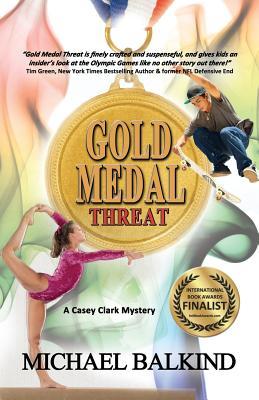 “Gold Medal Threat is finely crafted and suspenseful, and gives kids an
insider’s look at the Olympic Games like no other story out there!”
Tim Green, New York Times Bestselling Author & former NFL Defensive End
GOLD
MEDAL
THREAT
INTERNATIONAL
BOOK AWARDS
FINALIST
A Casey Clark Mystery
MICHAEL BALKIND